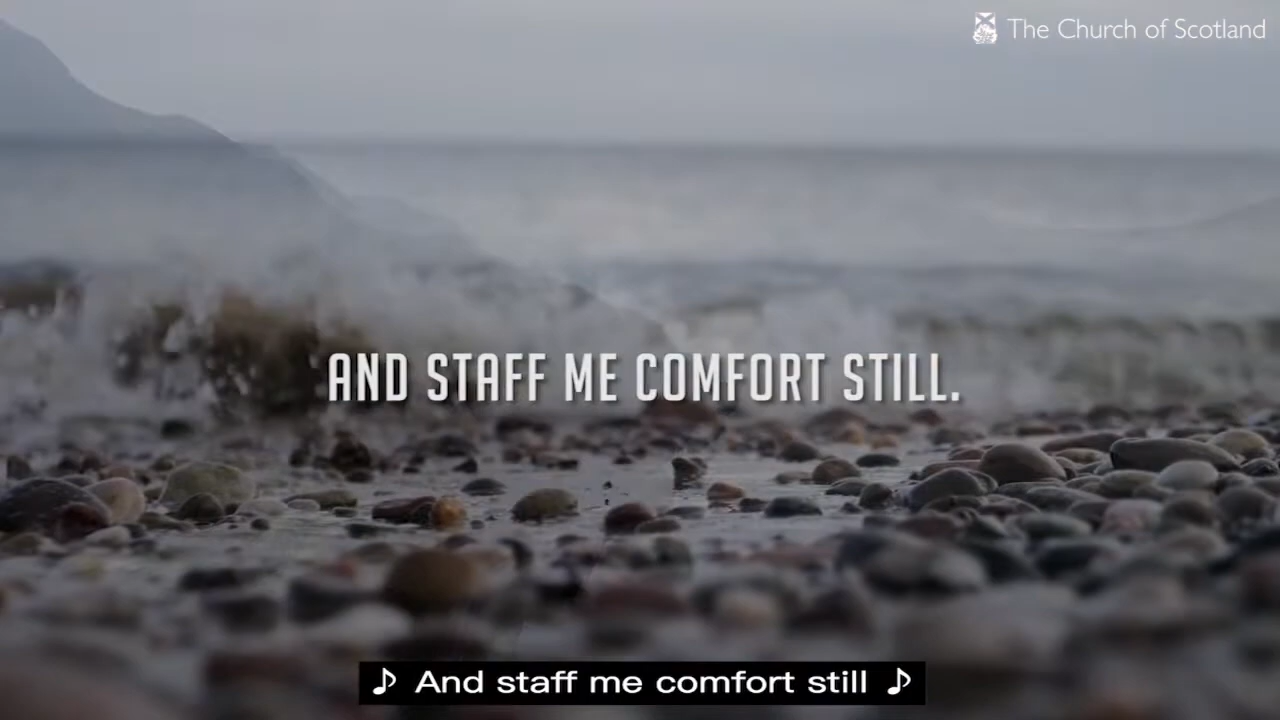 The Church of Scotland
AND STAFF ME COMFORT STILL.
♪ And staff me comfort still ♪